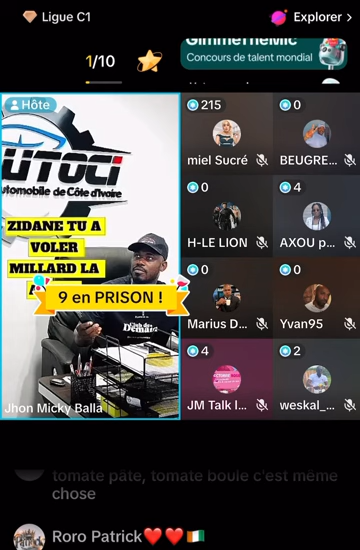 Ligue C1
Explorer >
1/10
GimmeTheMic
Concours de talent mondial
Hôte
UTOCI
utomobile de Côte d'Ivoire
ZIDANE TU A
VOLER
MILLARD LA
9 en PRISON !
Jhon Micky Balla
215
miel Sucré
0
BEUGRE...
0
H-LE LION
4
AXOU p...
0
Marius D...
0
Yvan95
4
JM Talk l...
2
weskal_...
tomate pâte, tomate boule c'est même
chose
Roro Patrick❤️❤️🇨🇮